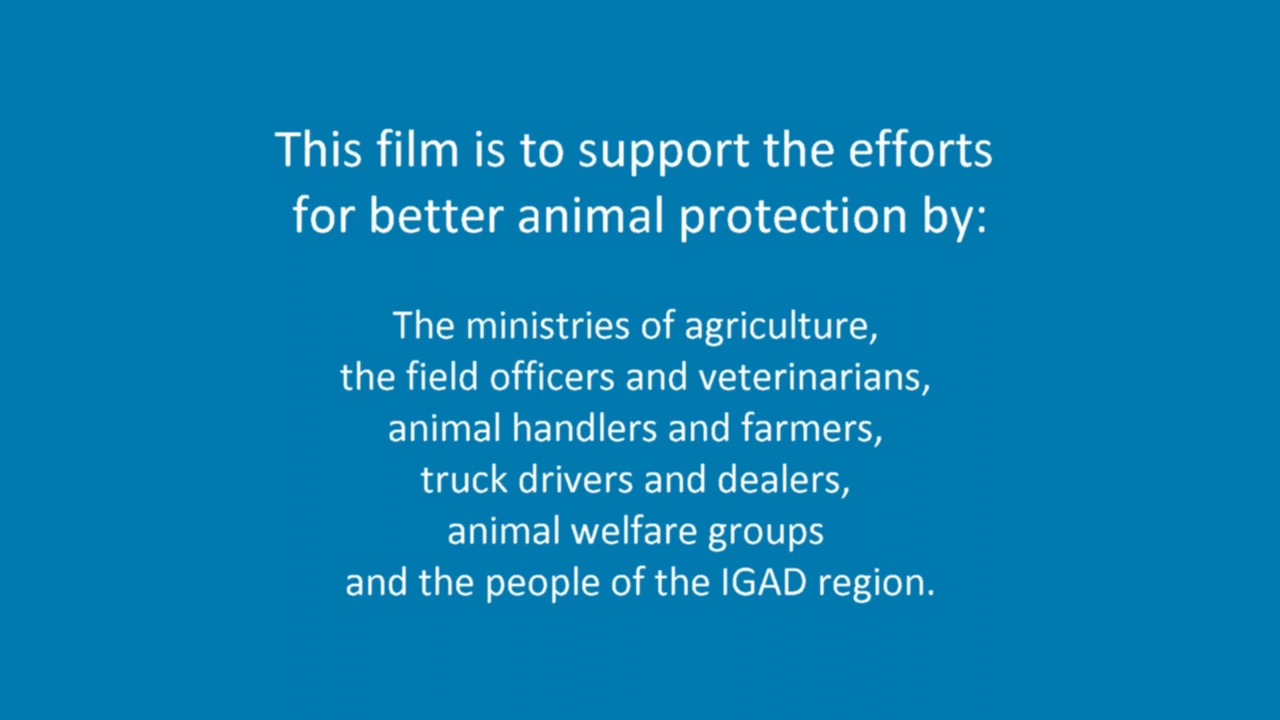 This film is to support the efforts
for better animal protection by:
The ministries of agriculture,
the field officers and veterinarians,
animal handlers and farmers,
truck drivers and dealers,
animal welfare groups
and the people of the IGAD region.